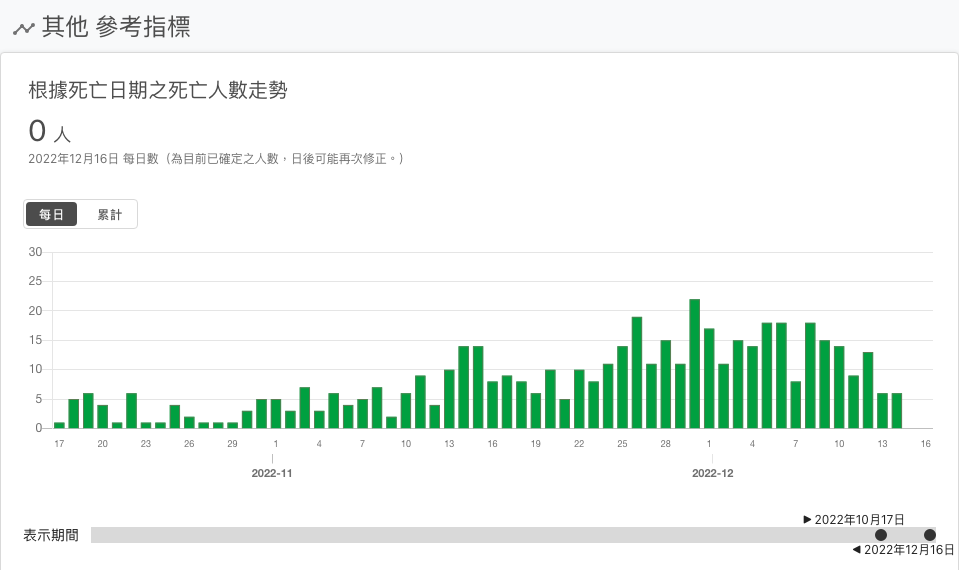 其他 參考指標
根據死亡日期之死亡人數走勢
0 人
2022年12月16日 每日數（為目前已確定之人數，日後可能再次修正。）
每日 累計
30
25
20
15
10
5
0
17 20 23 26 29 1 4 7 10 13 16 19 22 25 28 1 4 7 10 13 16
2022-11 2022-12
▶ 2022年10月17日
表示期間
◀ 2022年12月16日